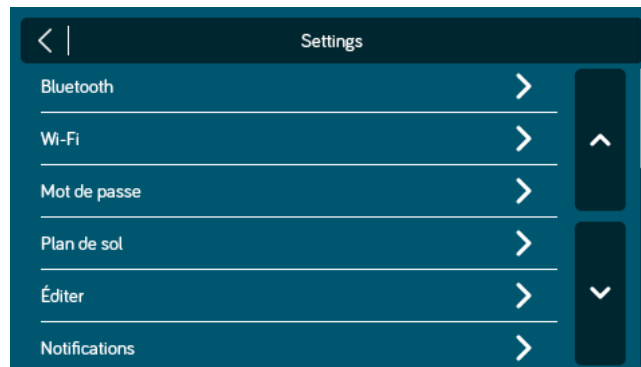 Settings
Bluetooth
Wi-Fi
Mot de passe
Plan de sol
Éditer
Notifications